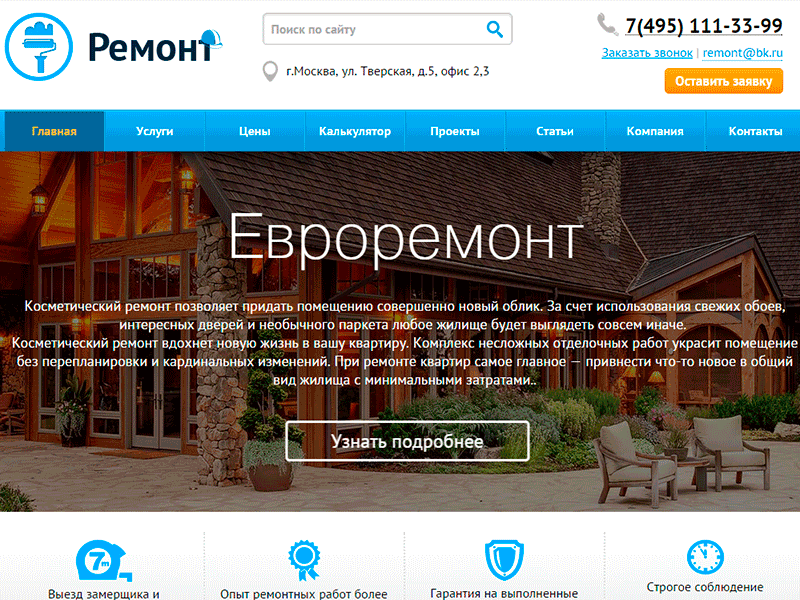 Ремонт
Поиск по сайту
г.Москва, ул. Тверская, д.5, офис 2,3
7(495) 111-33-99
Заказать звонок | remont@bk.ru
Оставить заявку
Главная Услуги Цены Калькулятор Проекты Статьи Компания Контакты
Евроремонт
Косметический ремонт позволяет придать помещению совершенно новый облик. За счет использования свежих обоев,
интересных дверей и необычного паркета любое жилище будет выглядеть совсем иначе.
Косметический ремонт вдохнет новую жизнь в вашу квартиру. Комплекс несложных отделочных работ украсит помещение
без перепланировки и кардинальных изменений. При ремонте квартир самое главное — привнести что-то новое в общий
вид жилища с минимальными затратами..
Узнать подробнее
7m
Выезд замерщика и
Опыт ремонтных работ более
Гарантия на выполненные
Строгое соблюдение